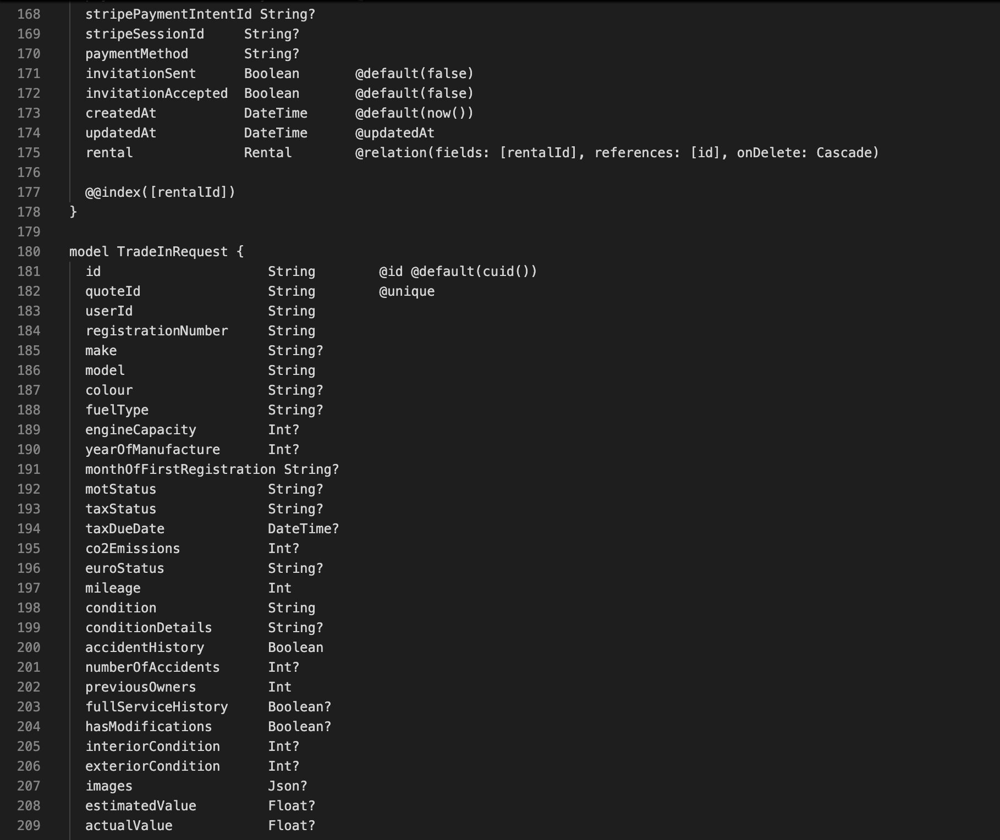 168 stripePaymentIntentId String?
169 stripeSessionId String?
170 paymentMethod String?
171 invitationSent Boolean @default(false)
172 invitationAccepted Boolean @default(false)
173 createdAt DateTime @default(now())
174 updatedAt DateTime @updatedAt
175 rental Rental @relation(fields: [rentalId], references: [id], onDelete: Cascade)
176
177 @@index([rentalId])
178 }
179
180 model TradeInRequest {
181 id String @id @default(cuid())
182 quoteId String @unique
183 userId String
184 registrationNumber String
185 make String?
186 model String
187 colour String?
188 fuelType String?
189 engineCapacity Int?
190 yearOfManufacture Int?
191 monthOfFirstRegistration String?
192 motStatus String?
193 taxStatus String?
194 taxDueDate DateTime?
195 co2Emissions Int?
196 euroStatus String?
197 mileage Int
198 condition String
199 conditionDetails String?
200 accidentHistory Boolean
201 numberOfAccidents Int?
202 previousOwners Int
203 fullServiceHistory Boolean?
204 hasModifications Boolean?
205 interiorCondition Int?
206 exteriorCondition Int?
207 images Json?
208 estimatedValue Float?
209 actualValue Float?